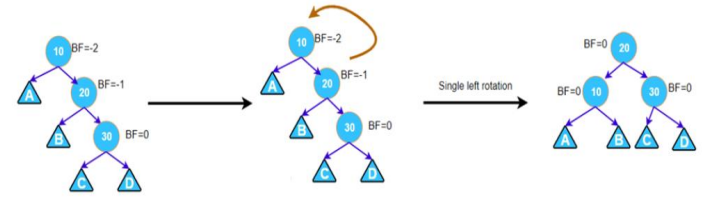 10 BF=-2
A
20 BF=-1
B
30 BF=0
C D
10 BF=-2
A
20 BF=-1
B
30 BF=0
C D
Single left rotation
BF=0 20
BF=0 10 30 BF=0
A B C D